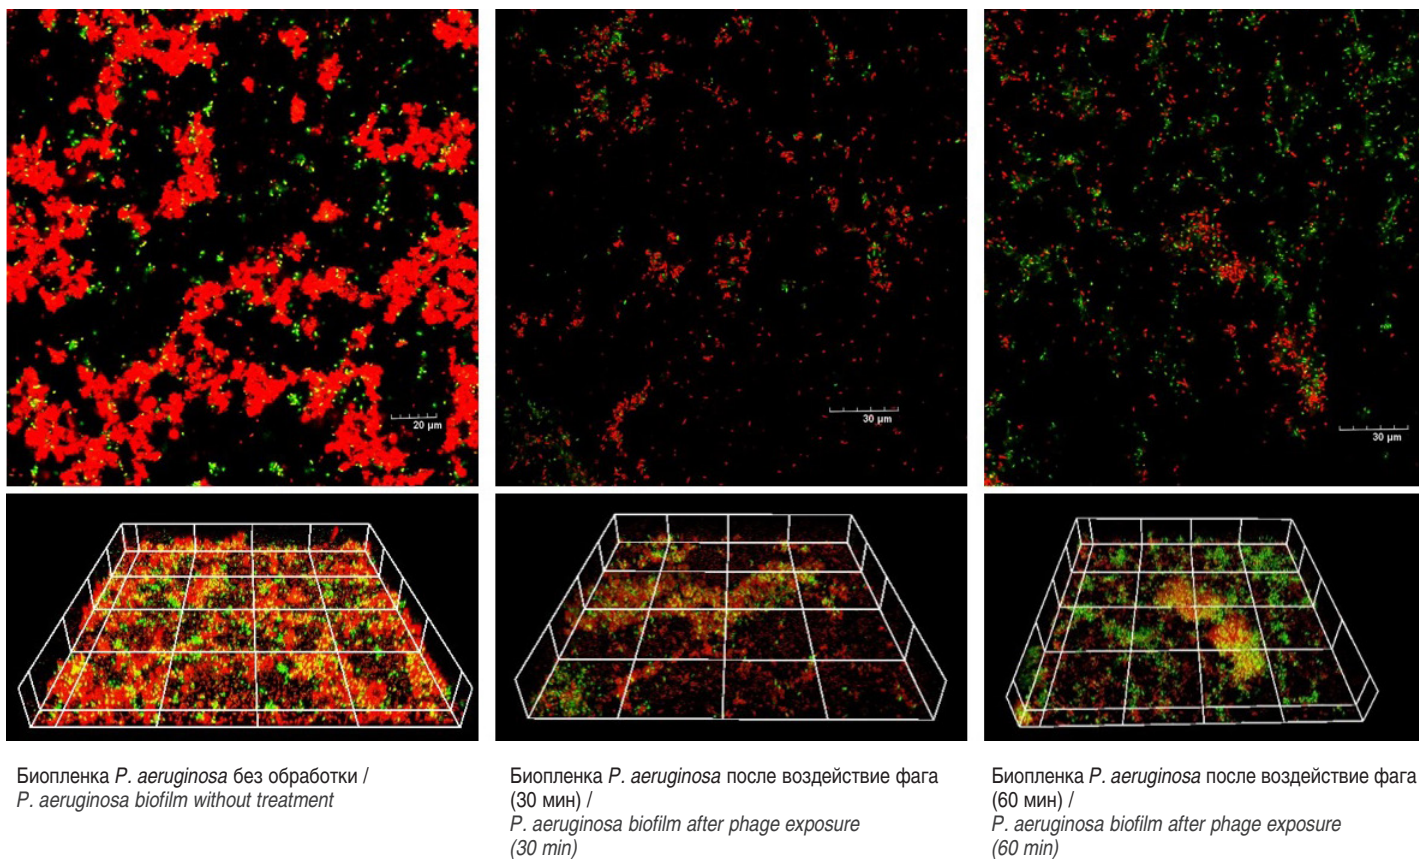 20 µm
30 µm
30 µm
Биопленка P. aeruginosa без обработки /
P. aeruginosa biofilm without treatment
Биопленка P. aeruginosa после воздействие фага
(30 мин) /
P. aeruginosa biofilm after phage exposure
(30 min)
Биопленка P. aeruginosa после воздействие фага
(60 мин) /
P. aeruginosa biofilm after phage exposure
(60 min)